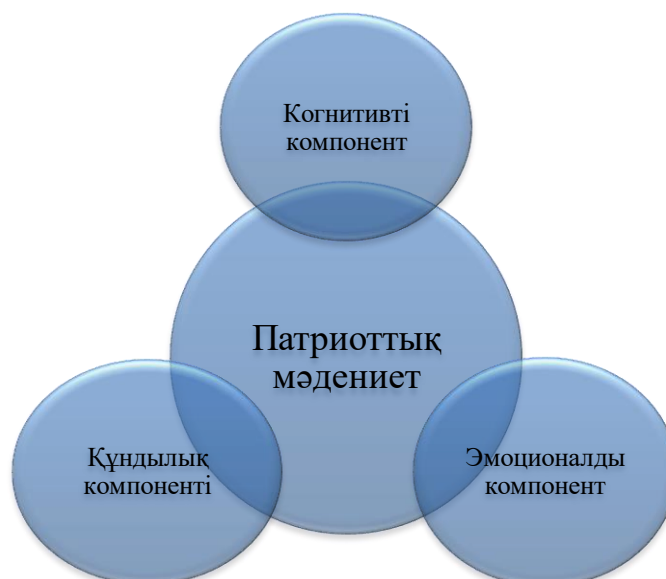 Когнитивті
компонент
Патриоттық
мәдениет
Құндылық
компоненті
Эмоционалды
компонент